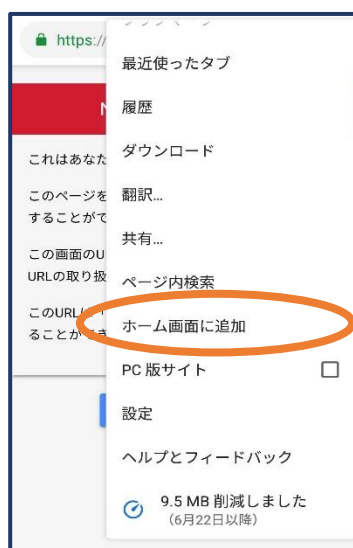 https://
最近使ったタブ
N
履歴
これはあなた
ダウンロード
このページを
翻訳...
することがで
共有...
この画面のU
URLの取り扱
ページ内検索
このURLは
ホーム画面に追加
ることができ
PC 版サイト
設定
ヘルプとフィードバック
9.5 MB 削減しました
(6月22日以降)